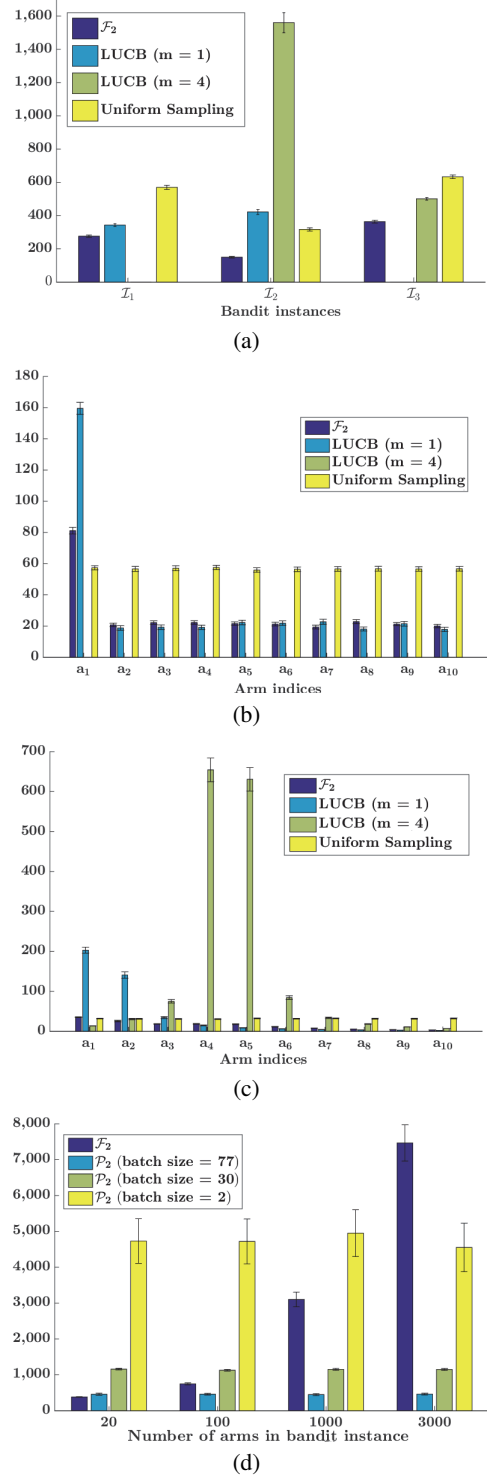 1,600
1,400
1,200
1,000
800
600
400
200
0
F₂
LUCB (m = 1)
LUCB (m = 4)
Uniform Sampling
I₁ I₂ I₃
Bandit instances
(a)
180
160
140
120
100
80
60
40
20
0
F₂
LUCB (m = 1)
LUCB (m = 4)
Uniform Sampling
a₁ a₂ a₃ a₄ a₅ a₆ a₇ a₈ a₉ a₁₀
Arm indices
(b)
700
600
500
400
300
200
100
0
F₂
LUCB (m = 1)
LUCB (m = 4)
Uniform Sampling
a₁ a₂ a₃ a₄ a₅ a₆ a₇ a₈ a₉ a₁₀
Arm indices
(c)
8,000
7,000
6,000
5,000
4,000
3,000
2,000
1,000
0
F₂
P₂ (batch size = 77)
P₂ (batch size = 30)
P₂ (batch size = 2)
20 100 1000 3000
Number of arms in bandit instance
(d)